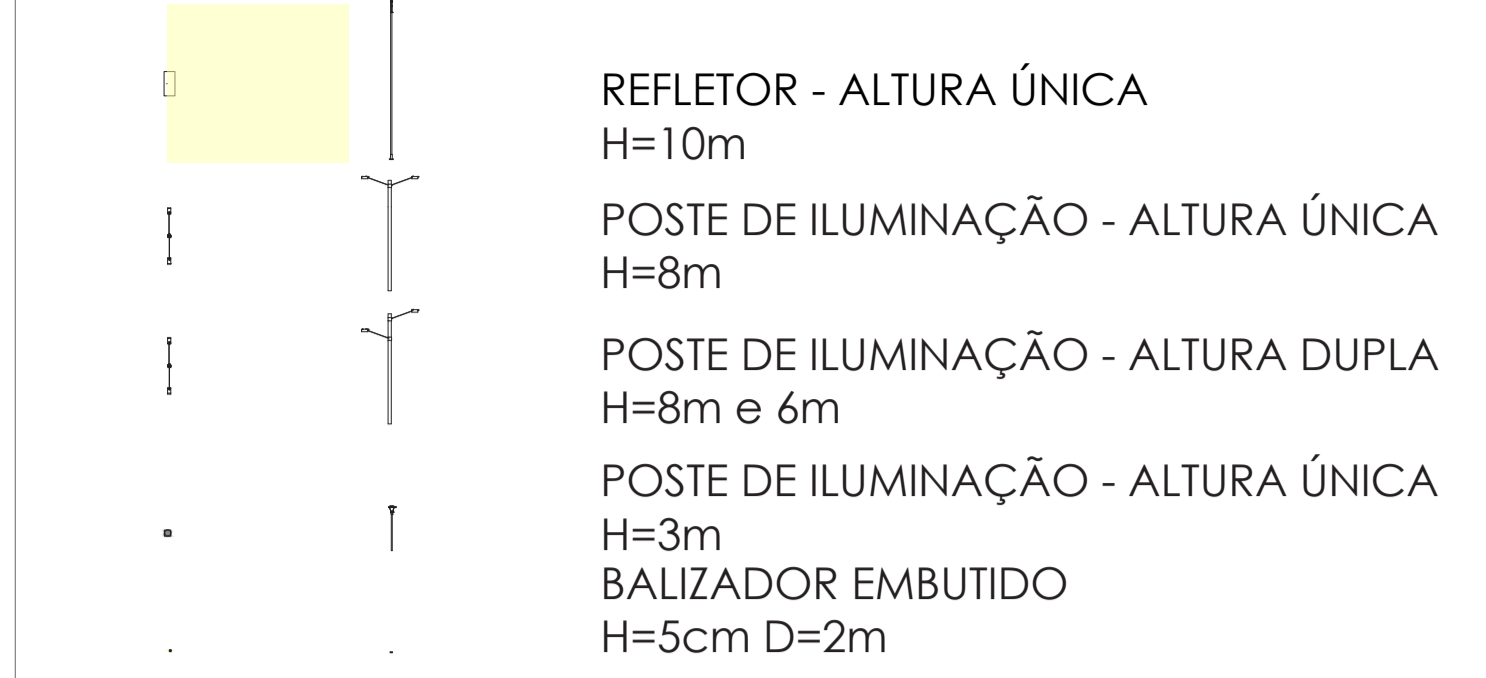 REFLETOR - ALTURA ÚNICA
H=10m
POSTE DE ILUMINAÇÃO - ALTURA ÚNICA
H=8m
POSTE DE ILUMINAÇÃO - ALTURA DUPLA
H=8m e 6m
POSTE DE ILUMINAÇÃO - ALTURA ÚNICA
H=3m
BALIZADOR EMBUTIDO
H=5cm D=2m